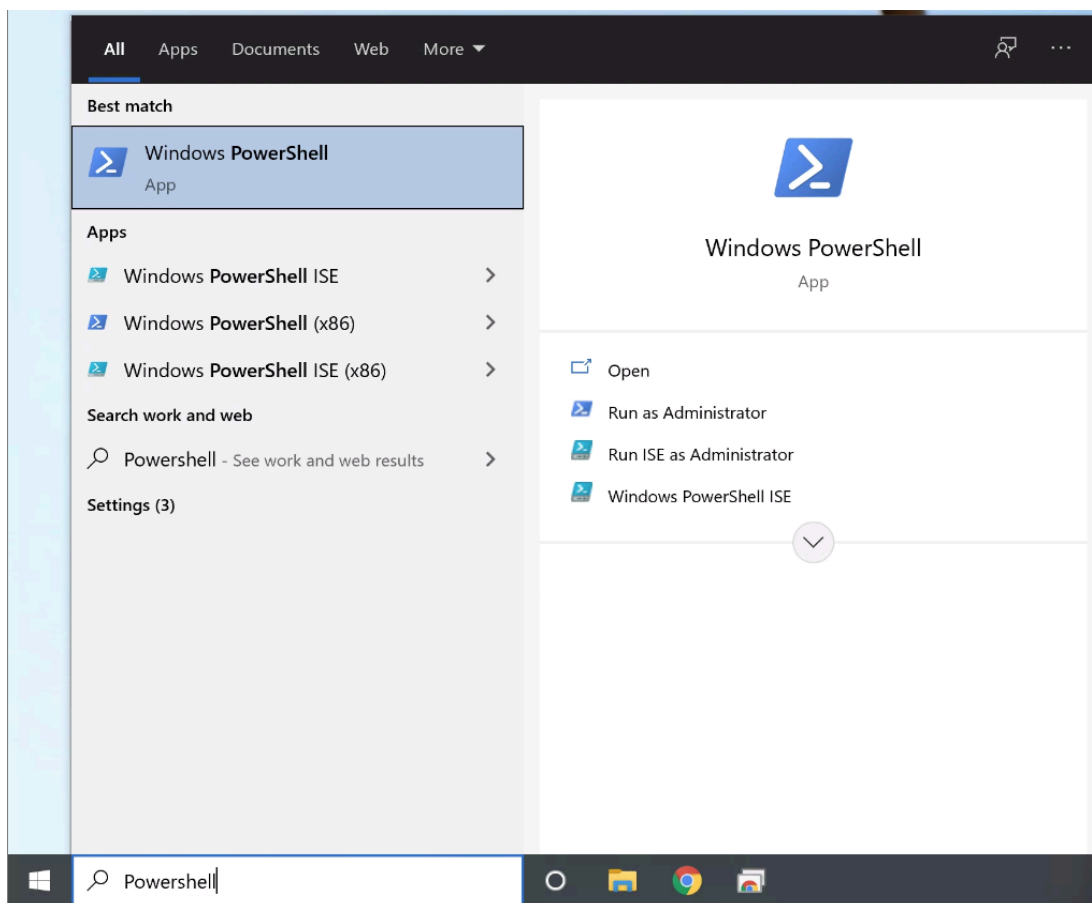 All Apps Documents Web More
Best match
Windows PowerShell
App
Apps
Windows PowerShell ISE
Windows PowerShell (x86)
Windows PowerShell ISE (x86)
Search work and web
Powershell - See work and web results
Settings (3)
Windows PowerShell
App
Open
Run as Administrator
Run ISE as Administrator
Windows PowerShell ISE
Powershell